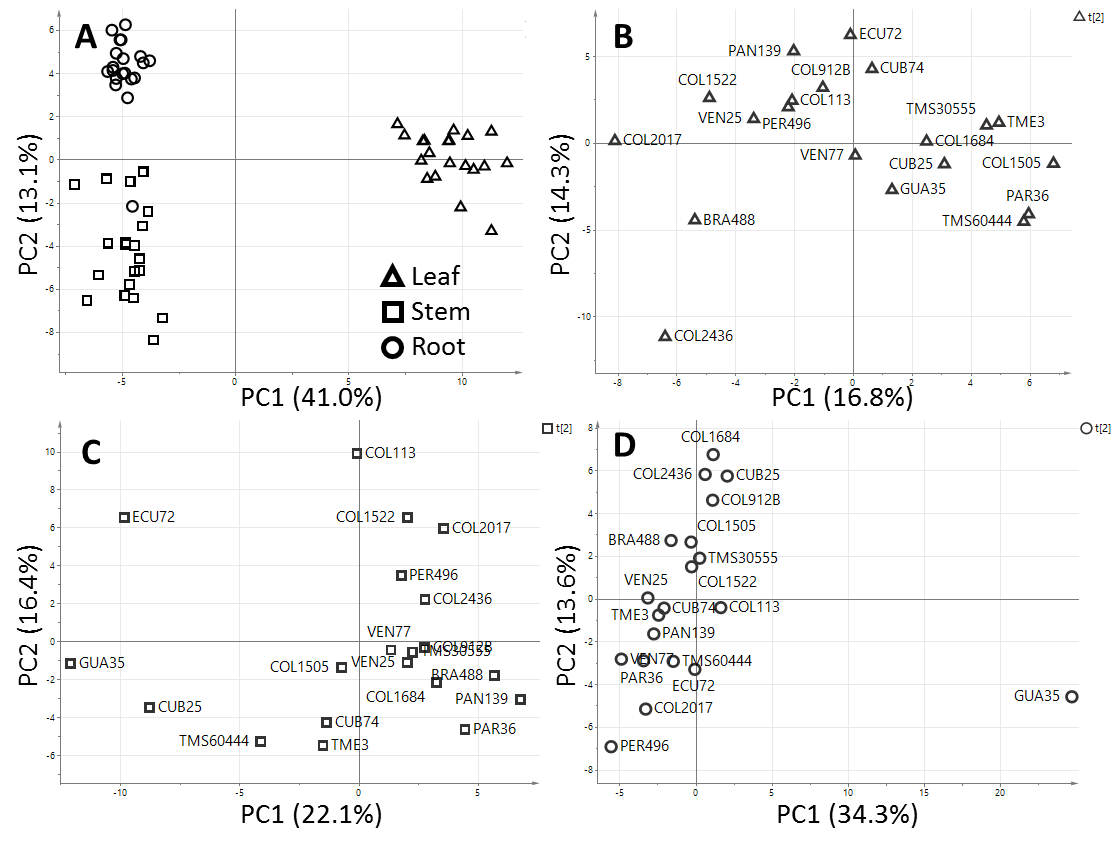 A
6
4
2
0
-2
-4
-6
-8
-5
0
5
10
PC2 (13.1%)
PC1 (41.0%)
Leaf
Stem
Root
B
t[2]
5
0
-5
-10
-8
-6
-4
-2
0
2
4
6
PC2 (14.3%)
PC1 (16.8%)
ECU72
PAN139
CUB74
COL912B
COL1522
COL113
TMS30555
VEN25
PER496
TME3
COL2017
COL1684
VEN77
CUB25
COL1505
GUA35
PAR36
BRA488
TMS60444
COL2436
C
t[2]
10
8
6
4
2
0
-2
-4
-6
-10
-5
0
5
PC2 (16.4%)
PC1 (22.1%)
COL113
ECU72
COL1522
COL2017
PER496
COL2436
VEN77
COL912B
TMS30555
GUA35
COL1505
VEN25
BRA488
COL1684
PAN139
CUB25
CUB74
PAR36
TMS60444
TME3
D
t[2]
8
6
4
2
0
-2
-4
-6
-8
-5
0
5
10
15
20
PC2 (13.6%)
PC1 (34.3%)
COL1684
COL2436
CUB25
COL912B
COL1505
BRA488
TMS30555
COL1522
VEN25
CUB74
COL113
TME3
PAN139
VEN77
TMS60444
PAR36
ECU72
GUA35
COL2017
PER496